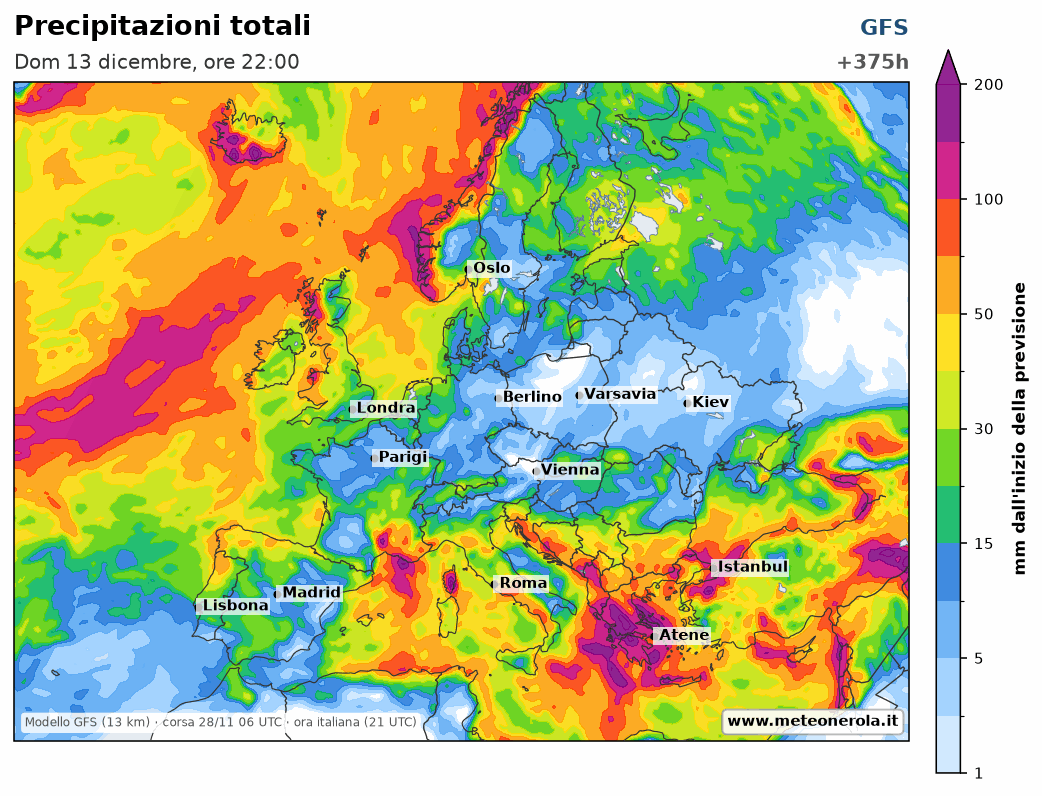 Precipitazioni totali
GFS
Dom 13 dicembre, ore 22:00
+375h
200
100
50
30
15
5
1
mm dall'inizio della previsione
Oslo
Berlino
Varsavia
Kiev
Londra
Parigi
Vienna
Istanbul
Roma
Madrid
Lisbona
Atene
Modello GFS (13 km) · corsa 28/11 06 UTC · ora italiana (21 UTC)
www.meteonerola.it